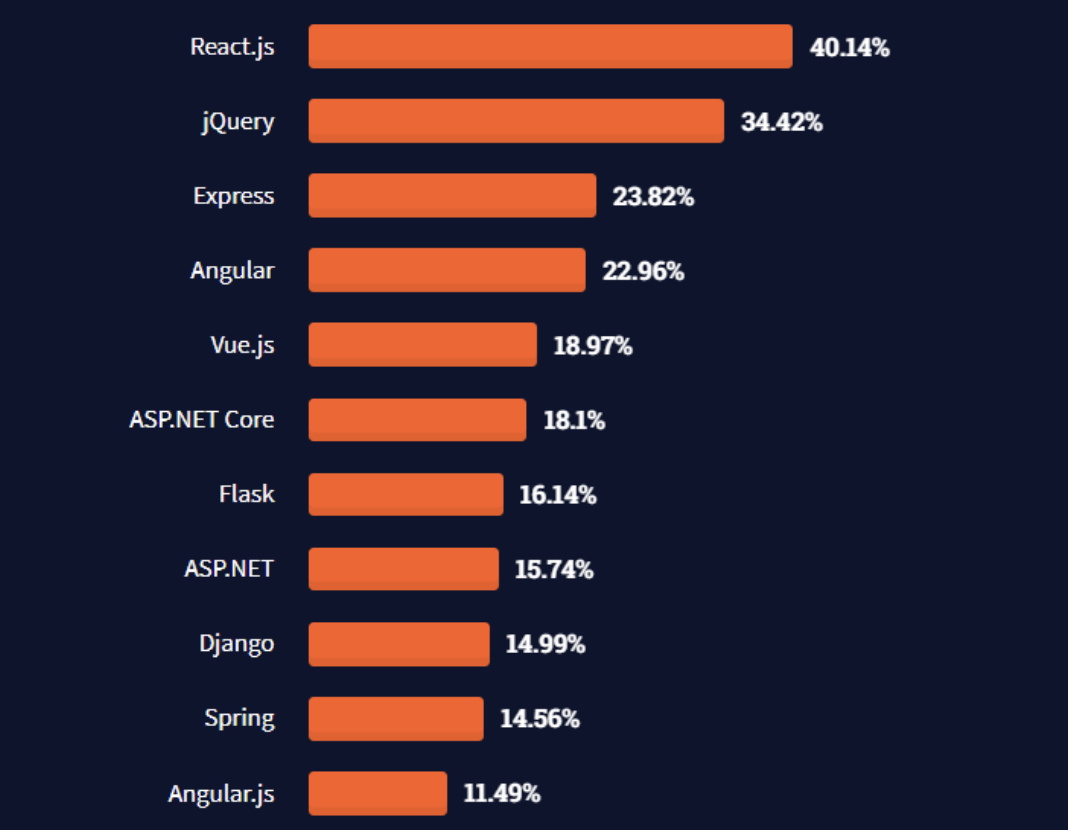 React.js 40.14%
jQuery 34.42%
Express 23.82%
Angular 22.96%
Vue.js 18.97%
ASP.NET Core 18.1%
Flask 16.14%
ASP.NET 15.74%
Django 14.99%
Spring 14.56%
Angular.js 11.49%